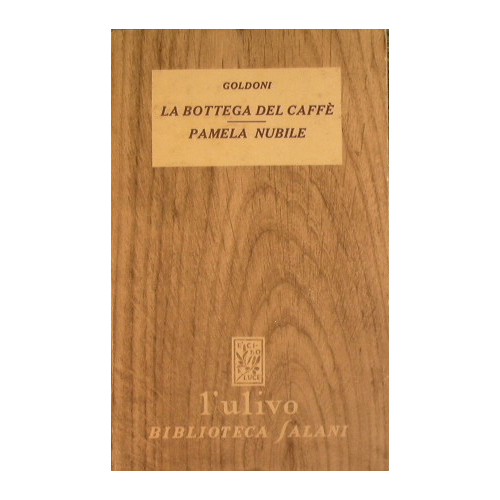 GOLDONI
LA BOTTEGA DEL CAFFÈ
PAMELA NUBILE
l'ulivo
BIBLIOTECA SALANI